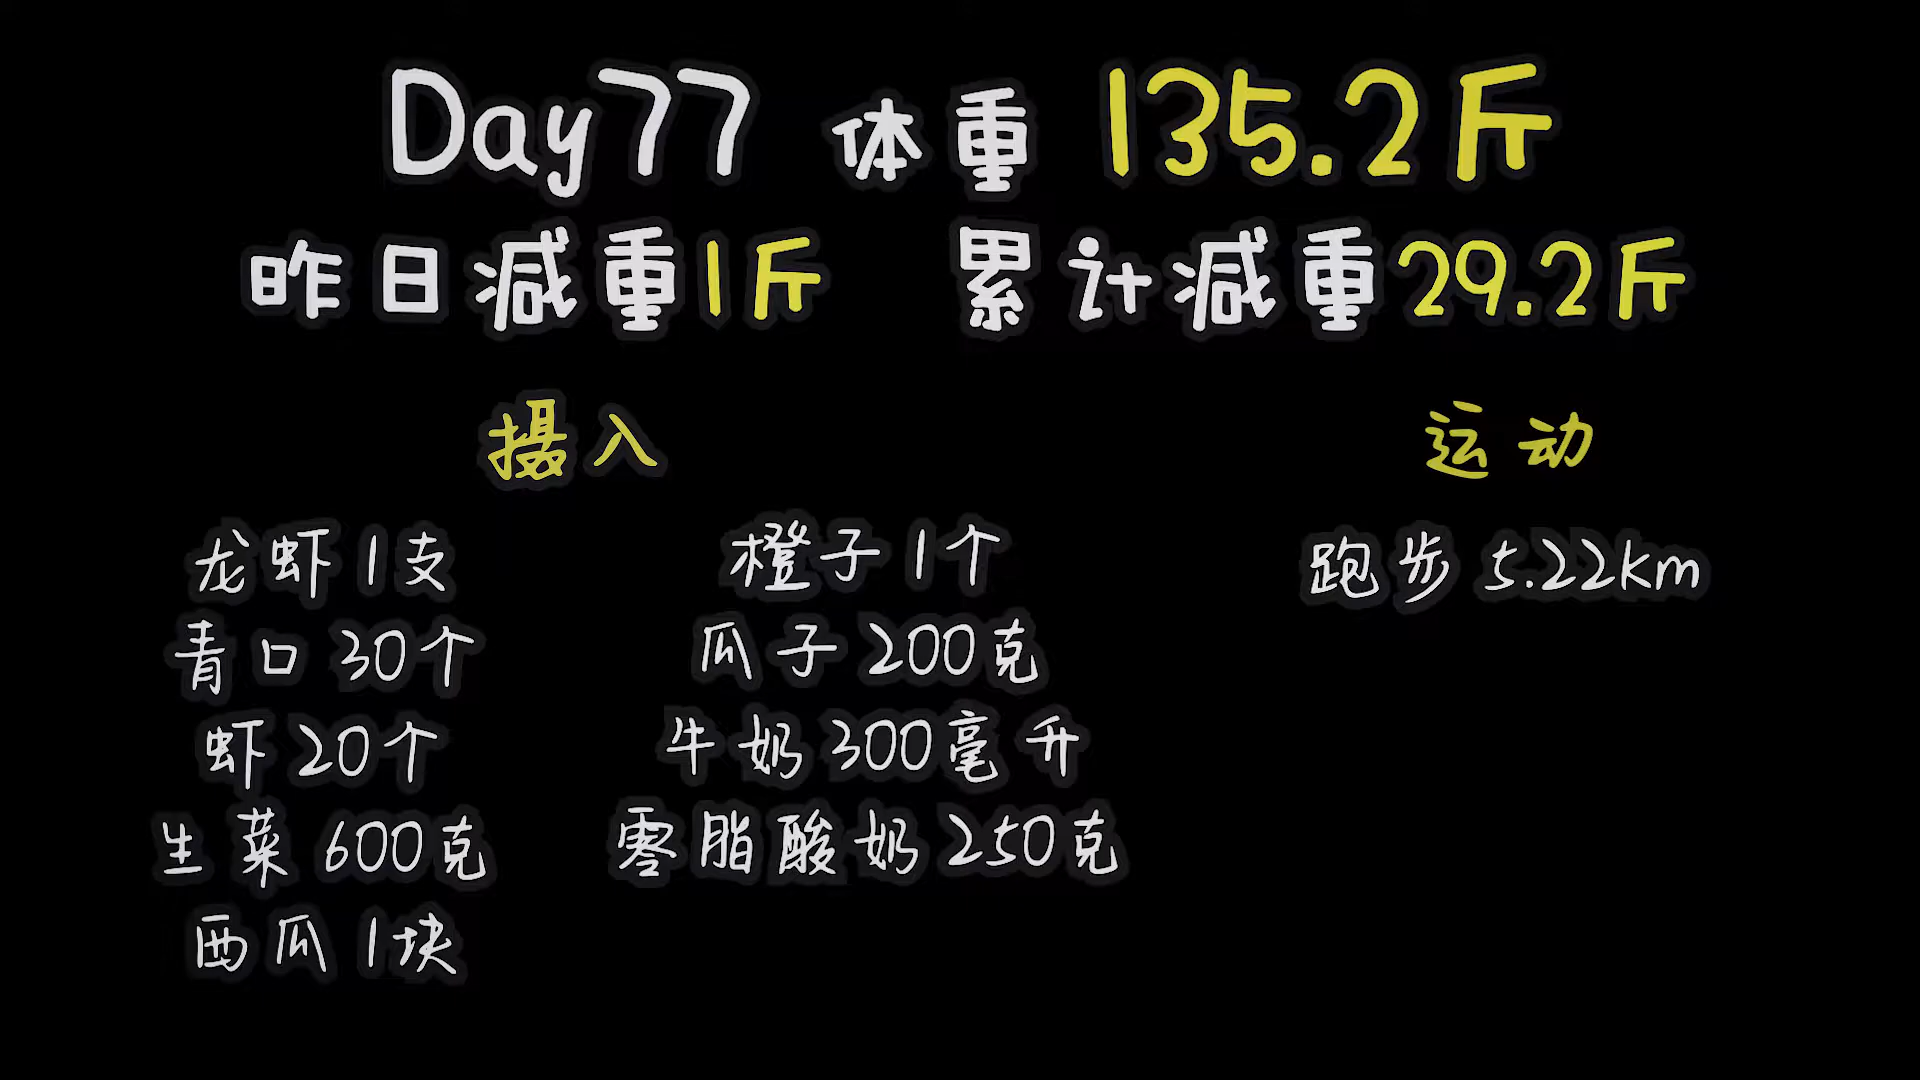 Day77 体重 135.2斤
昨日减重1斤 累计减重29.2斤
摄入
龙虾1支
青口30个
虾20个
生菜600克
西瓜1块
橙子1个
瓜子200克
牛奶300毫升
零脂酸奶250克
运动
跑步5.22km